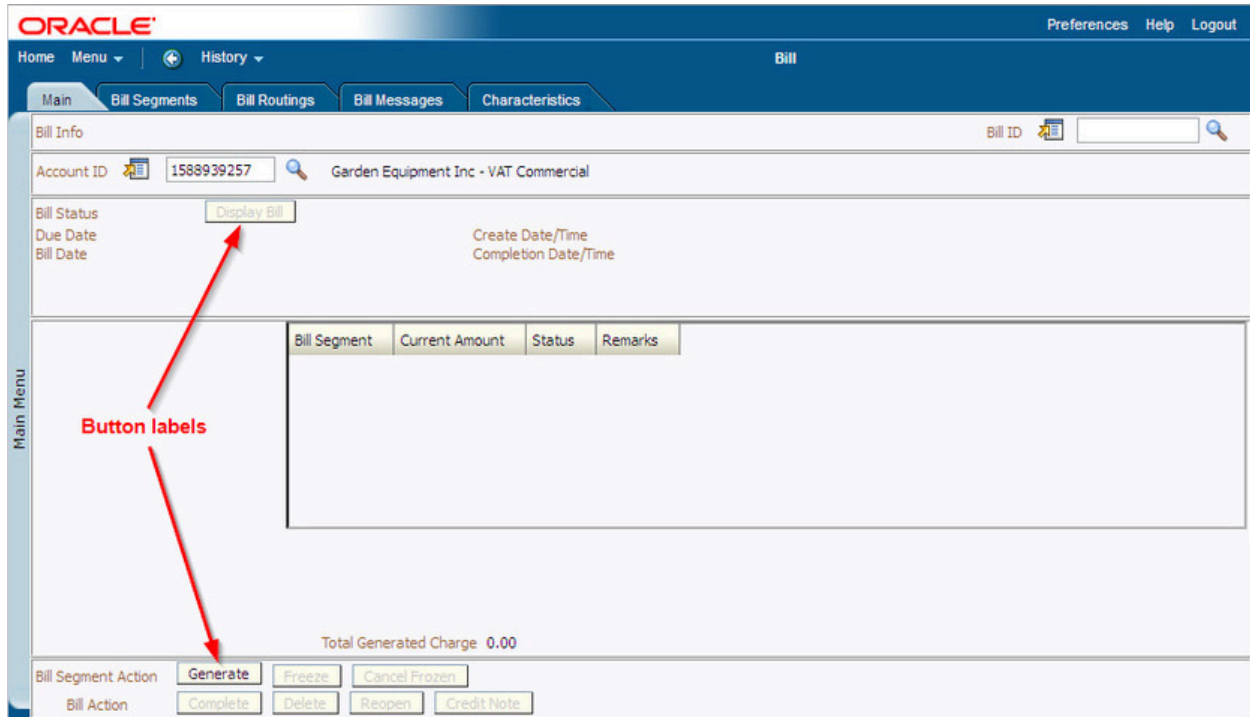 ORACLE
Preferences Help Logout
Home Menu History Bill
Main Bill Segments Bill Routings Bill Messages Characteristics
Bill Info Bill ID
Account ID 1588939257 Garden Equipment Inc - VAT Commercial
Bill Status Display Bill
Due Date Create Date/Time
Bill Date Completion Date/Time
Bill Segment Current Amount Status Remarks
Main Menu
Button labels
Total Generated Charge 0.00
Bill Segment Action Generate Freeze Cancel Frozen
Bill Action Complete Delete Reopen Credit Note